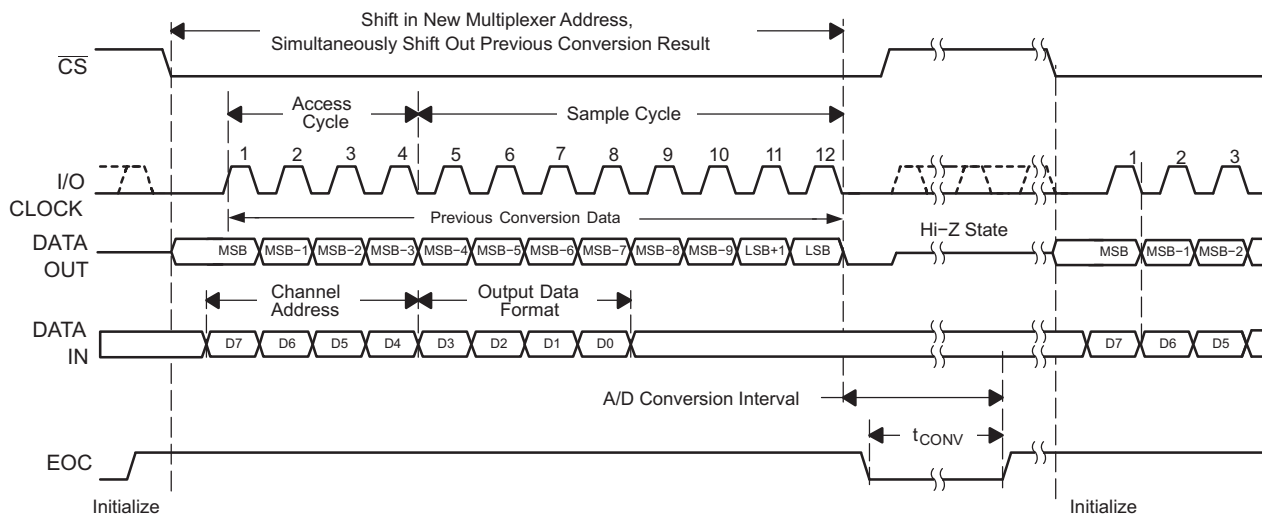 Shift in New Multiplexer Address,
Simultaneously Shift Out Previous Conversion Result
CS
Access
Cycle
Sample Cycle
1 2 3 4 5 6 7 8 9 10 11 12 1 2 3
I/O
CLOCK
Previous Conversion Data
Hi−Z State
DATA
OUT
MSB MSB−1 MSB−2 MSB−3 MSB−4 MSB−5 MSB−6 MSB−7 MSB−8 MSB−9 LSB+1 LSB MSB MSB−1 MSB−2
Channel
Address
Output Data
Format
DATA
IN
D7 D6 D5 D4 D3 D2 D1 D0 D7 D6 D5
A/D Conversion Interval
tCONV
EOC
Initialize Initialize